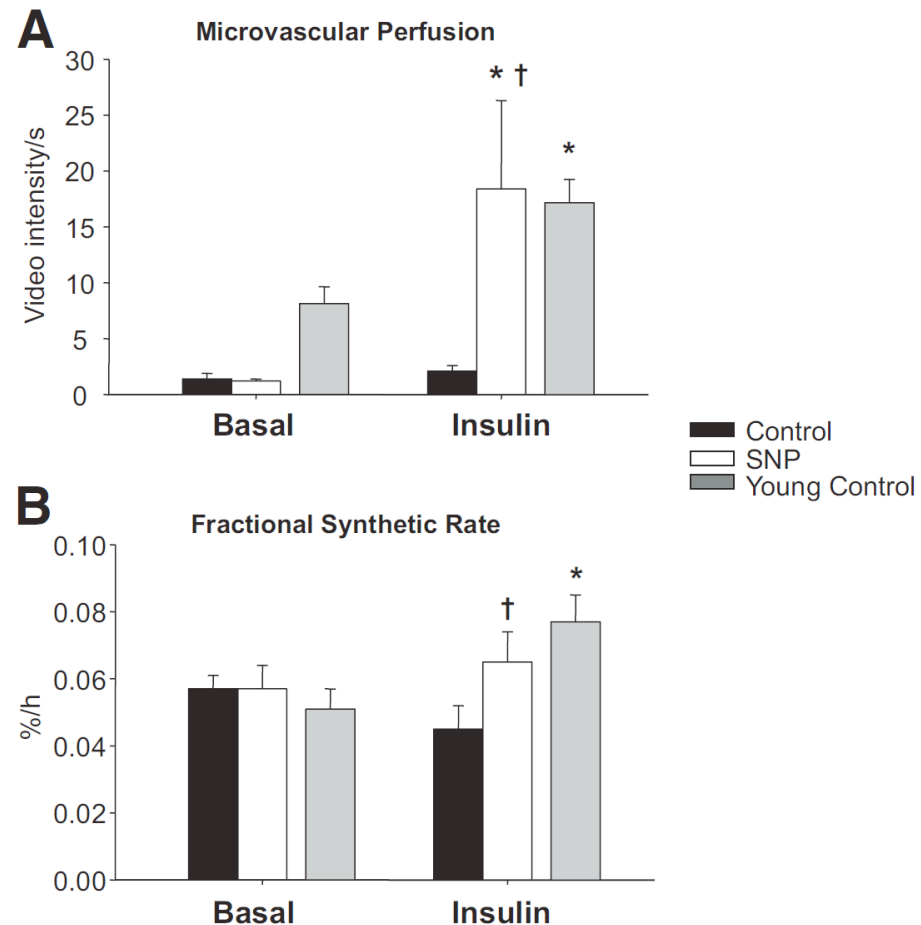 A
Microvascular Perfusion
Video intensity/s
30
25
20
15
10
5
0
* †
*
Basal
Insulin
Control
SNP
Young Control
B
Fractional Synthetic Rate
%/h
0.10
0.08
0.06
0.04
0.02
0.00
†
*
Basal
Insulin